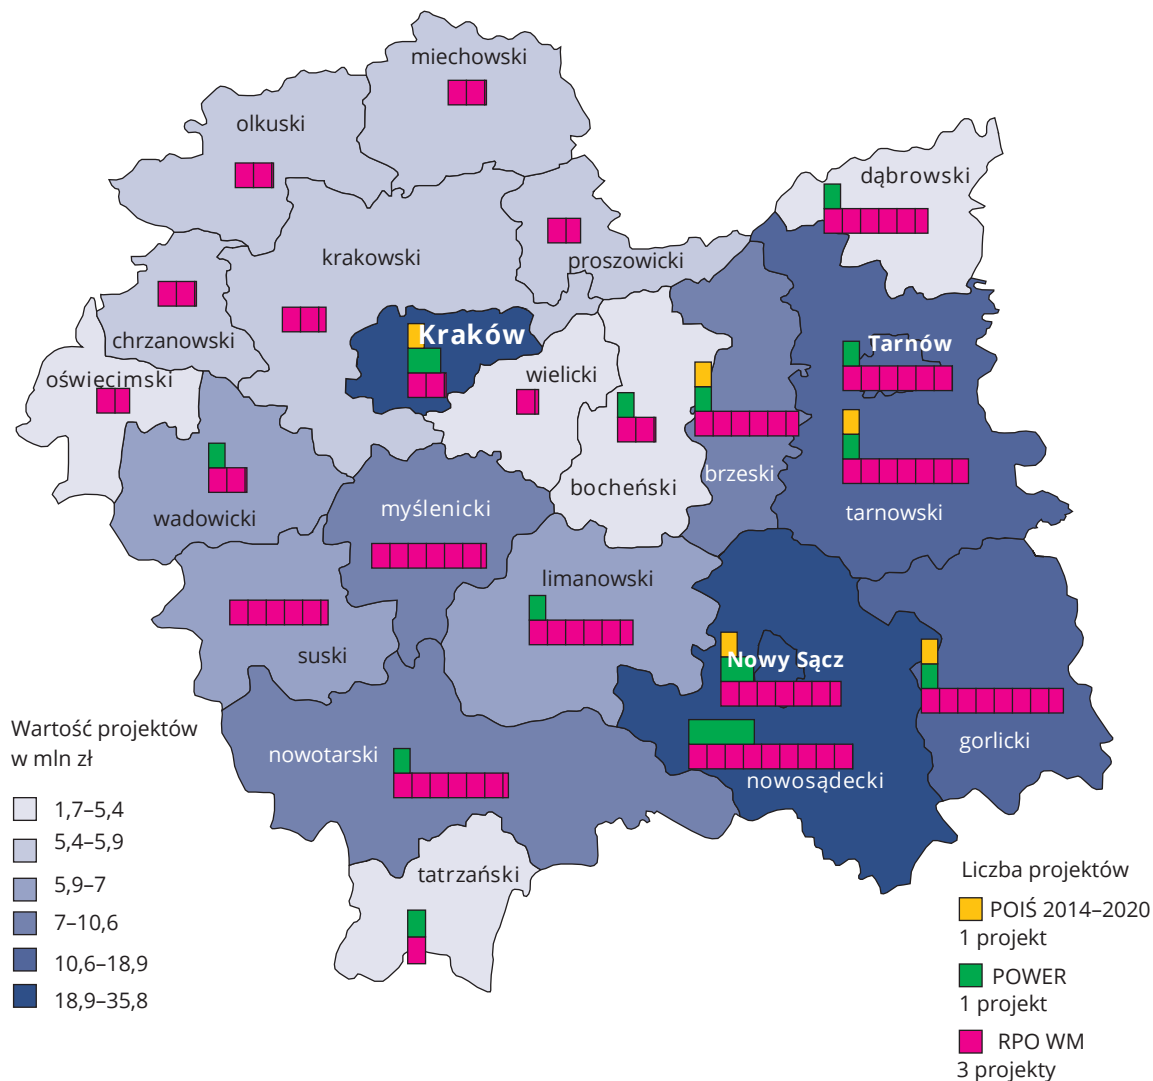 miechowski
olkuski
dąbrowski
krakowski
proszowicki
chrzanowski
Kraków
Tarnów
oświęcimski
wielicki
brzeski
bocheński
myślenicki
tarnowski
wadowicki
limanowski
suski
Nowy Sącz
gorlicki
nowotarski
nowosądecki
tatrzański
Wartość projektów
w mln zł
1,7–5,4
5,4–5,9
5,9–7
7–10,6
10,6–18,9
18,9–35,8
Liczba projektów
POIŚ 2014–2020
1 projekt
POWER
1 projekt
RPO WM
3 projekty